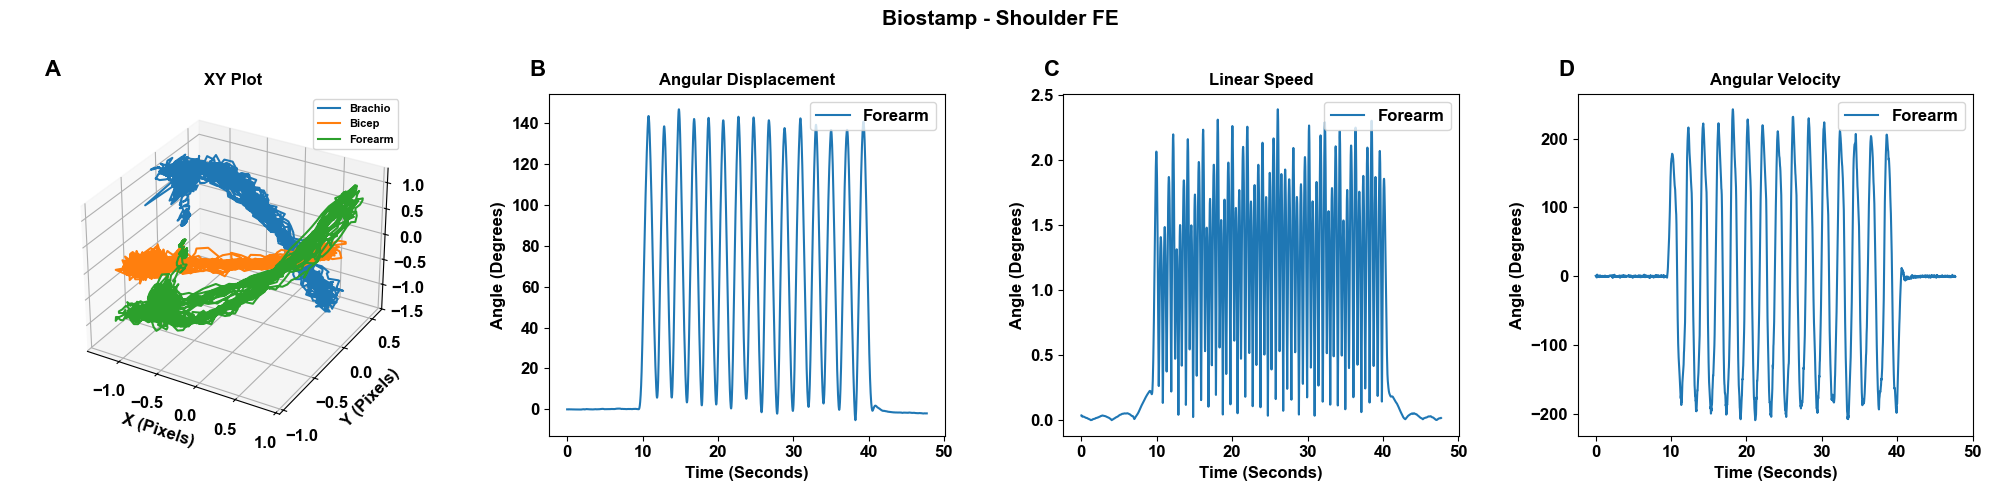 Biostamp - Shoulder FE
A
XY Plot
Brachio
Bicep
Forearm
1.0
0.5
0.0
−0.5
−1.0
−1.5
0.5
0.0
−0.5
−1.0
Y (Pixels)
−1.0
−0.5
0.0
0.5
1.0
X (Pixels)
B
Angular Displacement
Forearm
140
120
100
80
60
40
20
0
Angle (Degrees)
0 10 20 30 40 50
Time (Seconds)
C
Linear Speed
Forearm
2.5
2.0
1.5
1.0
0.5
0.0
Angle (Degrees)
0 10 20 30 40 50
Time (Seconds)
D
Angular Velocity
Forearm
200
100
0
−100
−200
Angle (Degrees)
0 10 20 30 40 50
Time (Seconds)